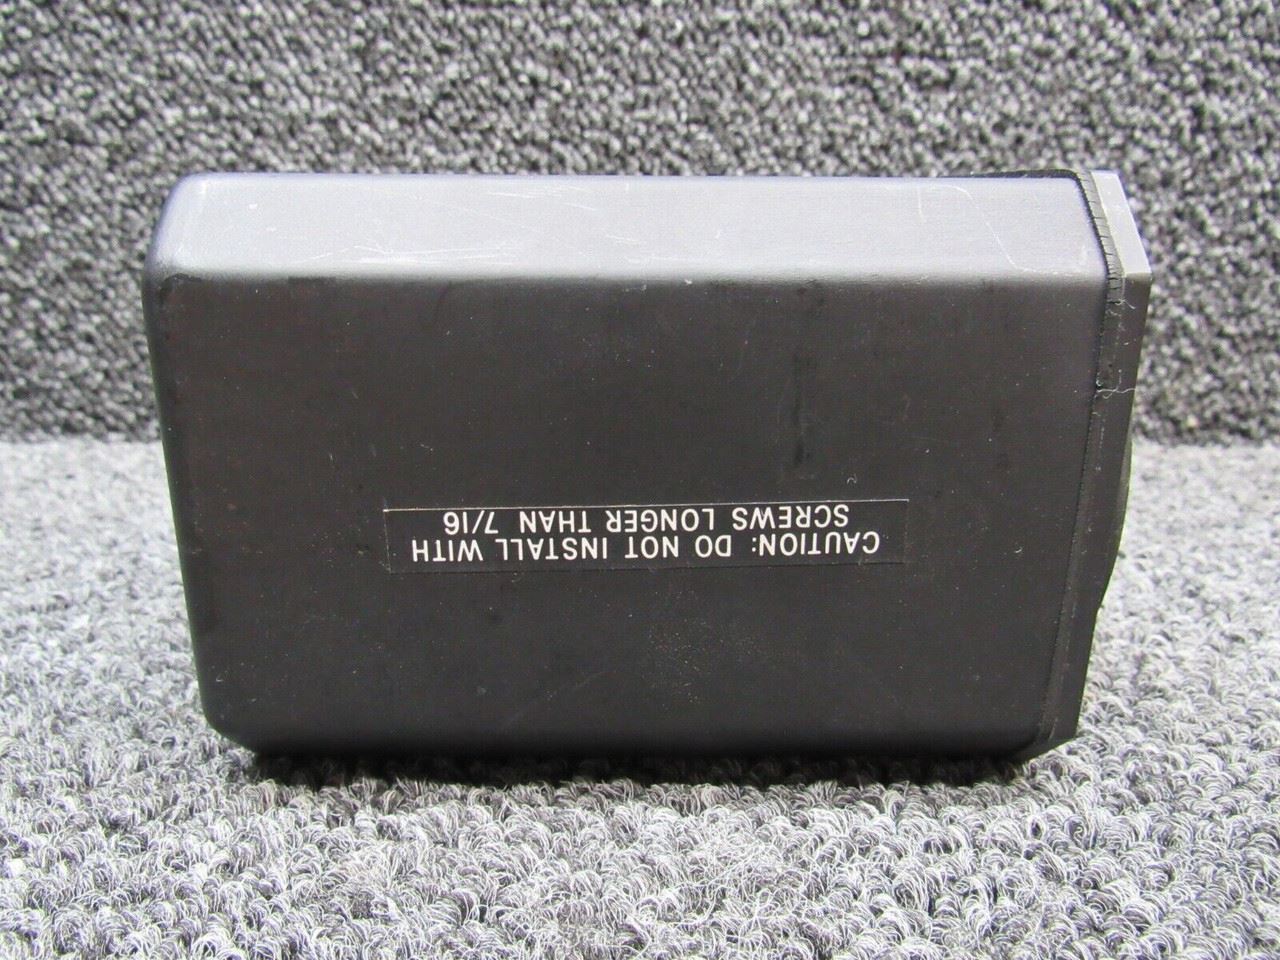 CAUTION: DO NOT INSTALL WITH
SCREWS LONGER THAN 7/16